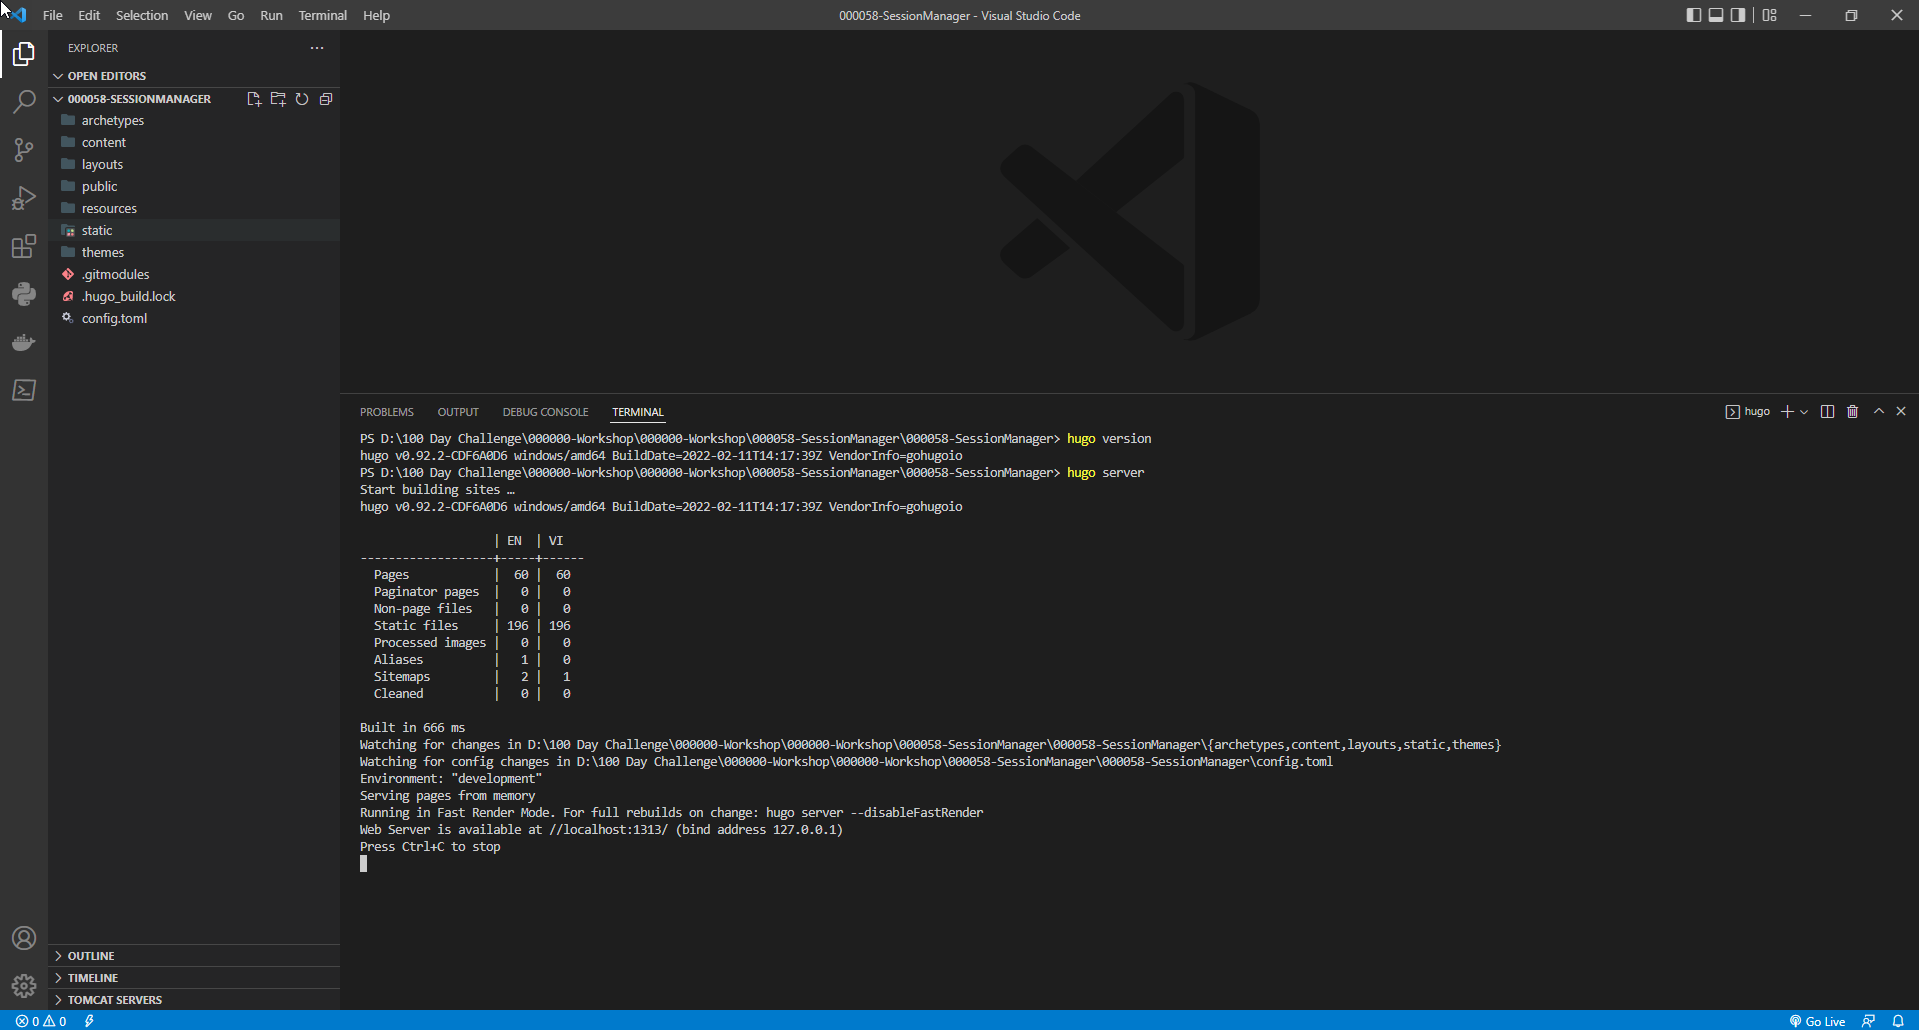 File Edit Selection View Go Run Terminal Help
000058-SessionManager - Visual Studio Code
EXPLORER
OPEN EDITORS
000058-SESSIONMANAGER
archetypes
content
layouts
public
resources
static
themes
.gitmodules
.hugo_build.lock
config.toml
OUTLINE
TIMELINE
TOMCAT SERVERS
PROBLEMS OUTPUT DEBUG CONSOLE TERMINAL
hugo
PS D:\100 Day Challenge\000000-Workshop\000000-Workshop\000058-SessionManager\000058-SessionManager> hugo version
hugo v0.92.2-CDF6A0D6 windows/amd64 BuildDate=2022-02-11T14:17:39Z VendorInfo=gohugoio
PS D:\100 Day Challenge\000000-Workshop\000000-Workshop\000058-SessionManager\000058-SessionManager> hugo server
Start building sites …
hugo v0.92.2-CDF6A0D6 windows/amd64 BuildDate=2022-02-11T14:17:39Z VendorInfo=gohugoio
| EN | VI
-------------------+-----+------
Pages | 60 | 60
Paginator pages | 0 | 0
Non-page files | 0 | 0
Static files | 196 | 196
Processed images | 0 | 0
Aliases | 1 | 0
Sitemaps | 2 | 1
Cleaned | 0 | 0
Built in 666 ms
Watching for changes in D:\100 Day Challenge\000000-Workshop\000000-Workshop\000058-SessionManager\000058-SessionManager\{archetypes,content,layouts,static,themes}
Watching for config changes in D:\100 Day Challenge\000000-Workshop\000000-Workshop\000058-SessionManager\000058-SessionManager\config.toml
Environment: "development"
Serving pages from memory
Running in Fast Render Mode. For full rebuilds on change: hugo server --disableFastRender
Web Server is available at //localhost:1313/ (bind address 127.0.0.1)
Press Ctrl+C to stop
0 0
Go Live